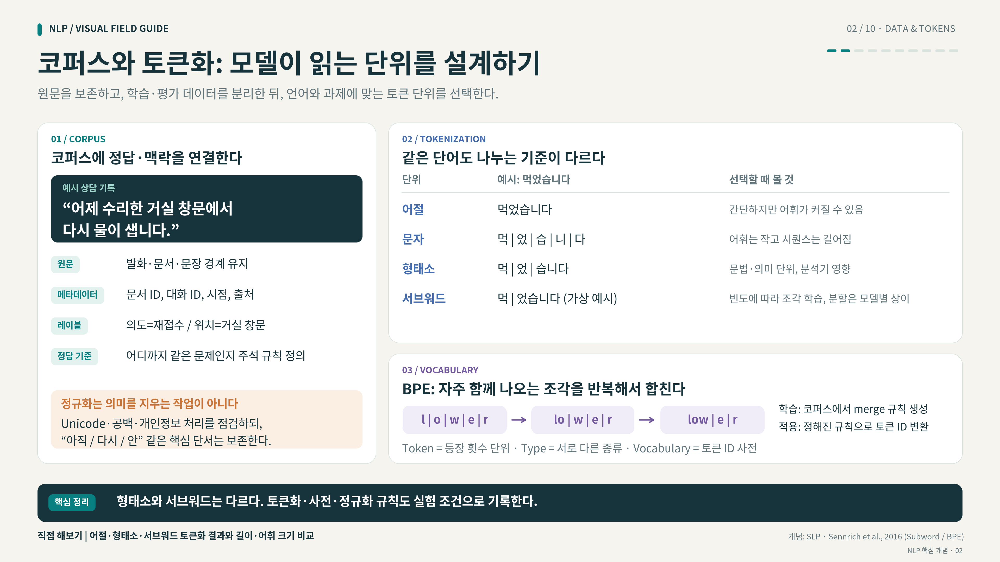 NLP / VISUAL FIELD GUIDE
02 / 10 · DATA & TOKENS
코퍼스와 토큰화: 모델이 읽는 단위를 설계하기
원문을 보존하고, 학습·평가 데이터를 분리한 뒤, 언어와 과제에 맞는 토큰 단위를 선택한다.
01 / CORPUS
코퍼스에 정답·맥락을 연결한다
예시 상담 기록
“어제 수리한 거실 창문에서
다시 물이 샙니다.”
원문 발화·문서·문장 경계 유지
메타데이터 문서 ID, 대화 ID, 시점, 출처
레이블 의도=재접수 / 위치=거실 창문
정답 기준 어디까지 같은 문제인지 주석 규칙 정의
정규화는 의미를 지우는 작업이 아니다
Unicode·공백·개인정보 처리를 점검하되,
“아직 / 다시 / 안” 같은 핵심 단서는 보존한다.
02 / TOKENIZATION
같은 단어도 나누는 기준이 다르다
단위 예시: 먹었습니다 선택할 때 볼 것
어절 먹었습니다 간단하지만 어휘가 커질 수 있음
문자 먹 | 었 | 습 | 니 | 다 어휘는 작고 시퀀스는 길어짐
형태소 먹 | 었 | 습니다 문법·의미 단위, 분석기 영향
서브워드 먹 | 었습니다 (가상 예시) 빈도에 따라 조각 학습, 분할은 모델별 상이
03 / VOCABULARY
BPE: 자주 함께 나오는 조각을 반복해서 합친다
l | o | w | e | r → lo | w | e | r → low | e | r
학습: 코퍼스에서 merge 규칙 생성
적용: 정해진 규칙으로 토큰 ID 변환
Token = 등장 횟수 단위 · Type = 서로 다른 종류 · Vocabulary = 토큰 ID 사전
핵심 정리 형태소와 서브워드는 다르다. 토큰화·사전·정규화 규칙도 실험 조건으로 기록한다.
직접 해보기 | 어절·형태소·서브워드 토큰화 결과와 길이·어휘 크기 비교
개념: SLP · Sennrich et al., 2016 (Subword / BPE)
NLP 핵심 개념 · 02